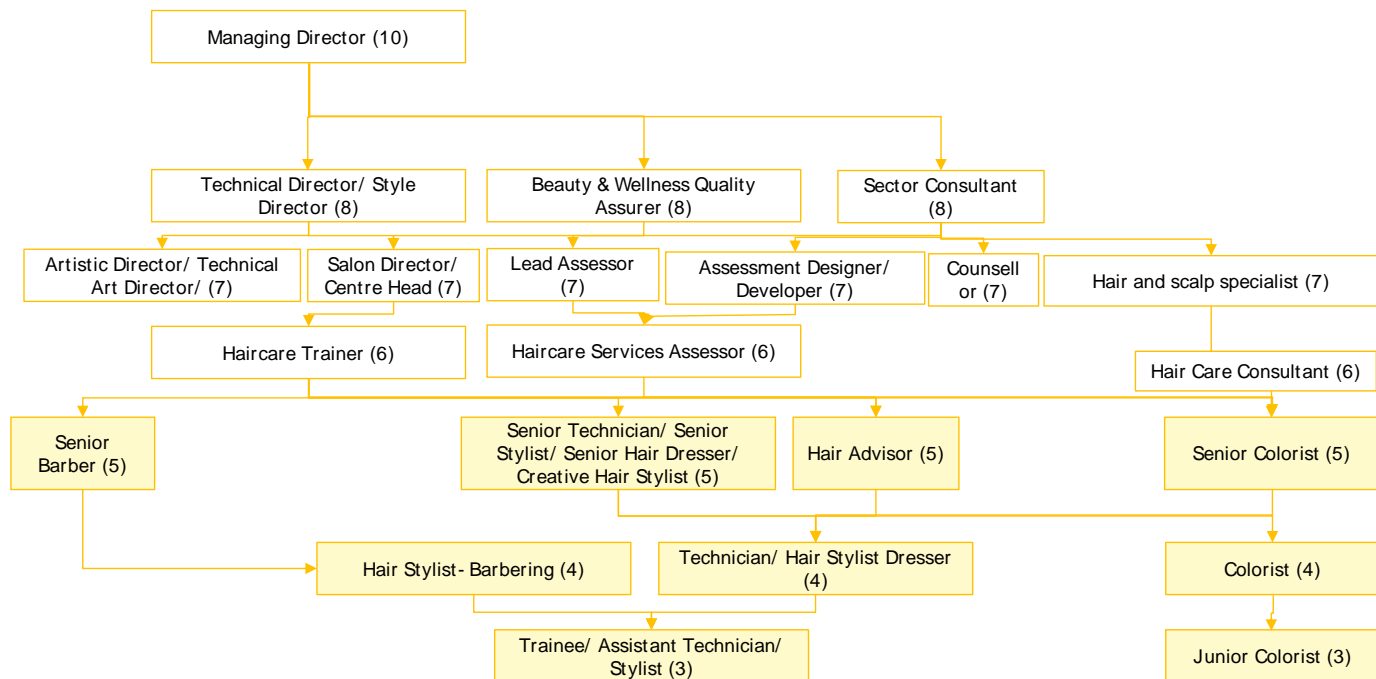 Managing Director (10)
Technical Director/ Style
Director (8)
Beauty & Wellness Quality
Assurer (8)
Sector Consultant
(8)
Artistic Director/ Technical
Art Director/ (7)
Salon Director/
Centre Head (7)
Lead Assessor
(7)
Assessment Designer/
Developer (7)
Counsell
or (7)
Hair and scalp specialist (7)
Haircare Trainer (6)
Haircare Services Assessor (6)
Hair Care Consultant (6)
Senior
Barber (5)
Senior Technician/ Senior
Stylist/ Senior Hair Dresser/
Creative Hair Stylist (5)
Hair Advisor (5)
Senior Colorist (5)
Hair Stylist- Barbering (4)
Technician/ Hair Stylist Dresser
(4)
Colorist (4)
Trainee/ Assistant Technician/
Stylist (3)
Junior Colorist (3)